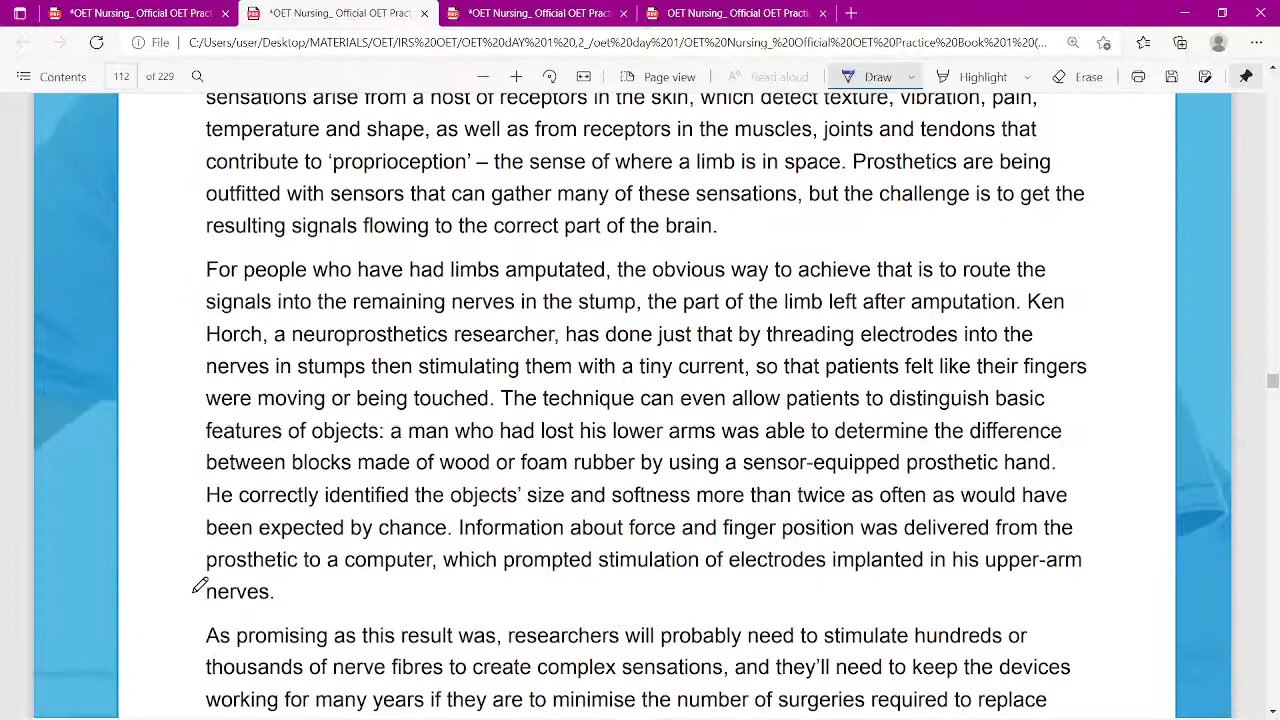 *OET Nursing_ Official OET Pract
*OET Nursing_ Official OET Pract
*OET Nursing_ Official OET Pract
OET Nursing_ Official OET Practi
File
C:/Users/user/Desktop/MATERIALS/OET/IRS%20OET/OET%20dAY%201%20,2_/oet%20day%201/OET%20Nursing_%20Official%20OET%20Practice%20Book%201%20(...
Contents
112
of 229
Page view
Read aloud
Draw
Highlight
Erase
sensations arise from a host of receptors in the skin, which detect texture, vibration, pain,
temperature and shape, as well as from receptors in the muscles, joints and tendons that
contribute to ‘proprioception’ – the sense of where a limb is in space. Prosthetics are being
outfitted with sensors that can gather many of these sensations, but the challenge is to get the
resulting signals flowing to the correct part of the brain.
For people who have had limbs amputated, the obvious way to achieve that is to route the
signals into the remaining nerves in the stump, the part of the limb left after amputation. Ken
Horch, a neuroprosthetics researcher, has done just that by threading electrodes into the
nerves in stumps then stimulating them with a tiny current, so that patients felt like their fingers
were moving or being touched. The technique can even allow patients to distinguish basic
features of objects: a man who had lost his lower arms was able to determine the difference
between blocks made of wood or foam rubber by using a sensor-equipped prosthetic hand.
He correctly identified the objects’ size and softness more than twice as often as would have
been expected by chance. Information about force and finger position was delivered from the
prosthetic to a computer, which prompted stimulation of electrodes implanted in his upper-arm
nerves.
As promising as this result was, researchers will probably need to stimulate hundreds or
thousands of nerve fibres to create complex sensations, and they’ll need to keep the devices
working for many years if they are to minimise the number of surgeries required to replace